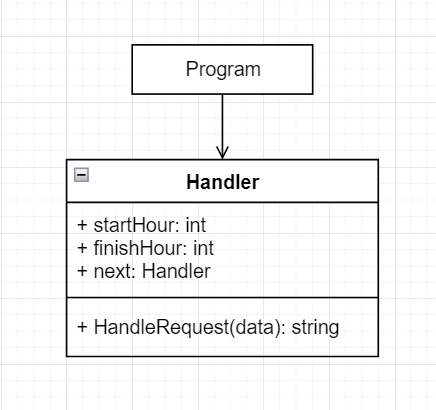 Program
Handler
+ startHour: int
+ finishHour: int
+ next: Handler
+ HandleRequest(data): string